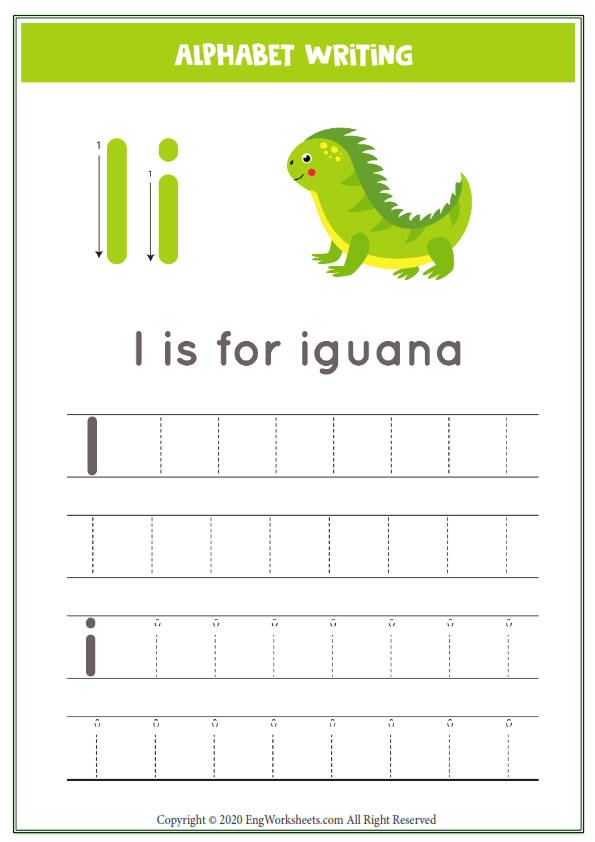 ALPHABET WRITING
1
1
I i
I is for iguana
I
i
Copyright © 2020 EngWorksheets.com All Right Reserved